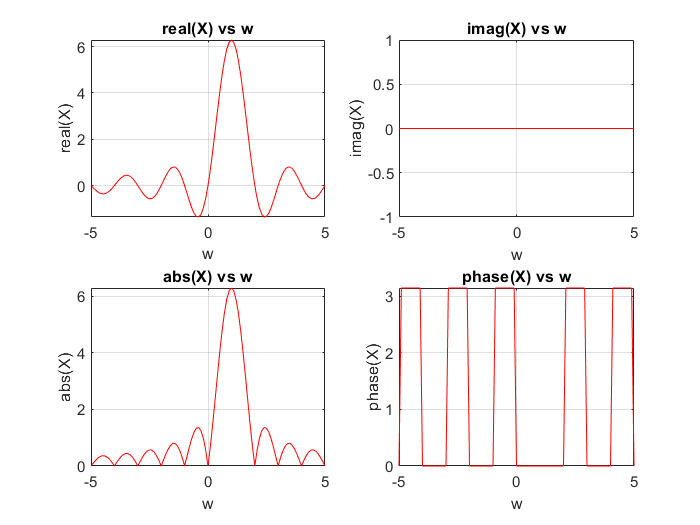 real(X) vs w
6
4
2
0
real(X)
-5
0
5
w
imag(X) vs w
1
0.5
0
-0.5
-1
imag(X)
-5
0
5
w
abs(X) vs w
6
4
2
0
abs(X)
-5
0
5
w
phase(X) vs w
3
2
1
0
phase(X)
-5
0
5
w